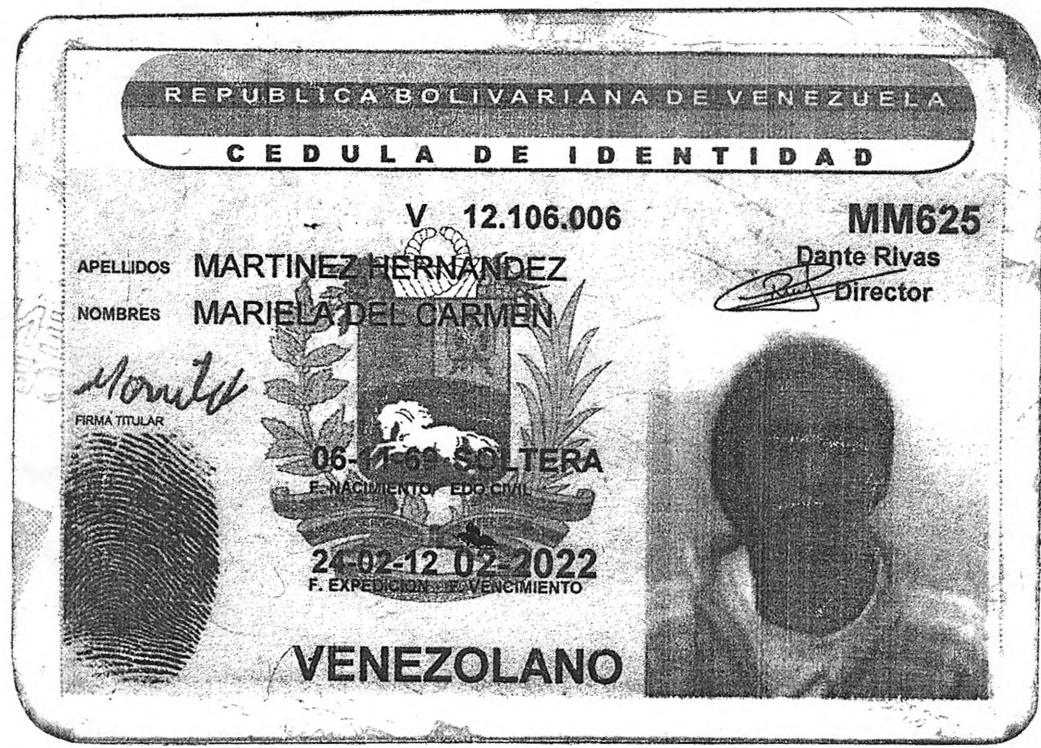 REPUBLICA BOLIVARIANA DE VENEZUELA
CEDULA DE IDENTIDAD
V 12.106.006
MM625
Dante Rivas
Director
APELLIDOS MARTINEZ HERNANDEZ
NOMBRES MARIELA DEL CARMEN
FIRMA TITULAR
SOLTERA
F. NACIMIENTO EDO CIVIL
24-02-12 02-2022
F. EXPEDICION F. VENCIMIENTO
VENEZOLANO